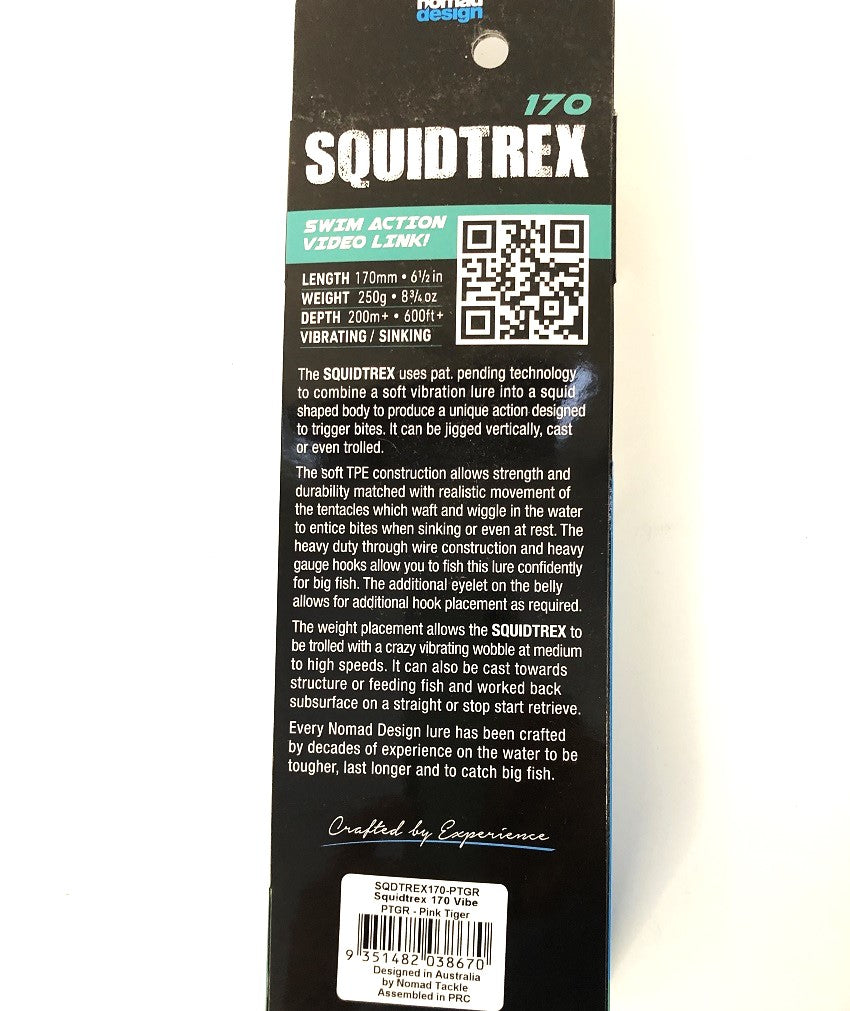 nomad
design
170
SQUIDTREX
SWIM ACTION
VIDEO LINK!
LENGTH 170mm • 6½ in
WEIGHT 250g • 8¾ oz
DEPTH 200m+ • 600ft+
VIBRATING / SINKING
The SQUIDTREX uses pat. pending technology
to combine a soft vibration lure into a squid
shaped body to produce a unique action designed
to trigger bites. It can be jigged vertically, cast
or even trolled.
The soft TPE construction allows strength and
durability matched with realistic movement of
the tentacles which waft and wiggle in the water
to entice bites when sinking or even at rest. The
heavy duty through wire construction and heavy
gauge hooks allow you to fish this lure confidently
for big fish. The additional eyelet on the belly
allows for additional hook placement as required.
The weight placement allows the SQUIDTREX to
be trolled with a crazy vibrating wobble at medium
to high speeds. It can also be cast towards
structure or feeding fish and worked back
subsurface on a straight or stop start retrieve.
Every Nomad Design lure has been crafted
by decades of experience on the water to be
tougher, last longer and to catch big fish.
Crafted by Experience
SQDTREX170-PTGR
Squidtrex 170 Vibe
PTGR - Pink Tiger
9 351482 038670
Designed in Australia
by Nomad Tackle
Assembled in PRC